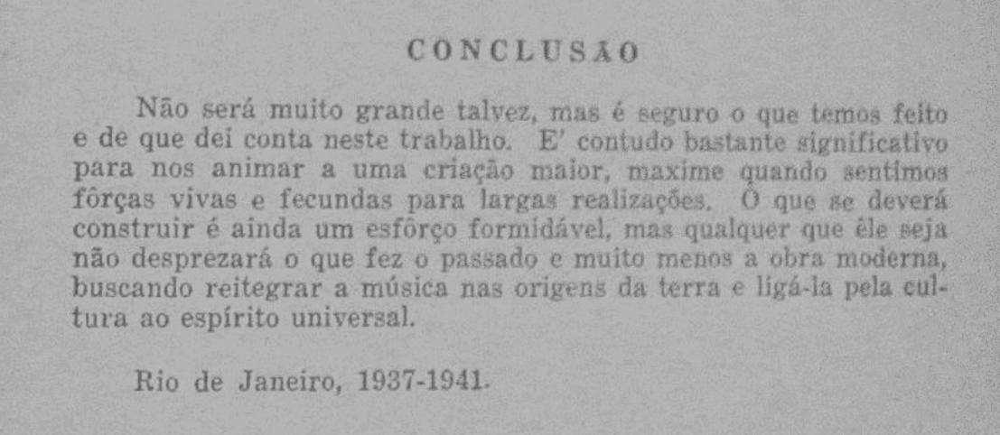 CONCLUSÃO
Não será muito grande talvez, mas é seguro o que temos feito
e de que dei conta neste trabalho. E' contudo bastante significativo
para nos animar a uma criação maior, maxime quando sentimos
fôrças vivas e fecundas para largas realizações. O que se deverá
construir é ainda um esfôrço formidável, mas qualquer que êle seja
não desprezará o que fez o passado e muito menos a obra moderna,
buscando reitegrar a música nas origens da terra e ligá-la pela cul-
tura ao espírito universal.
Rio de Janeiro, 1937-1941.